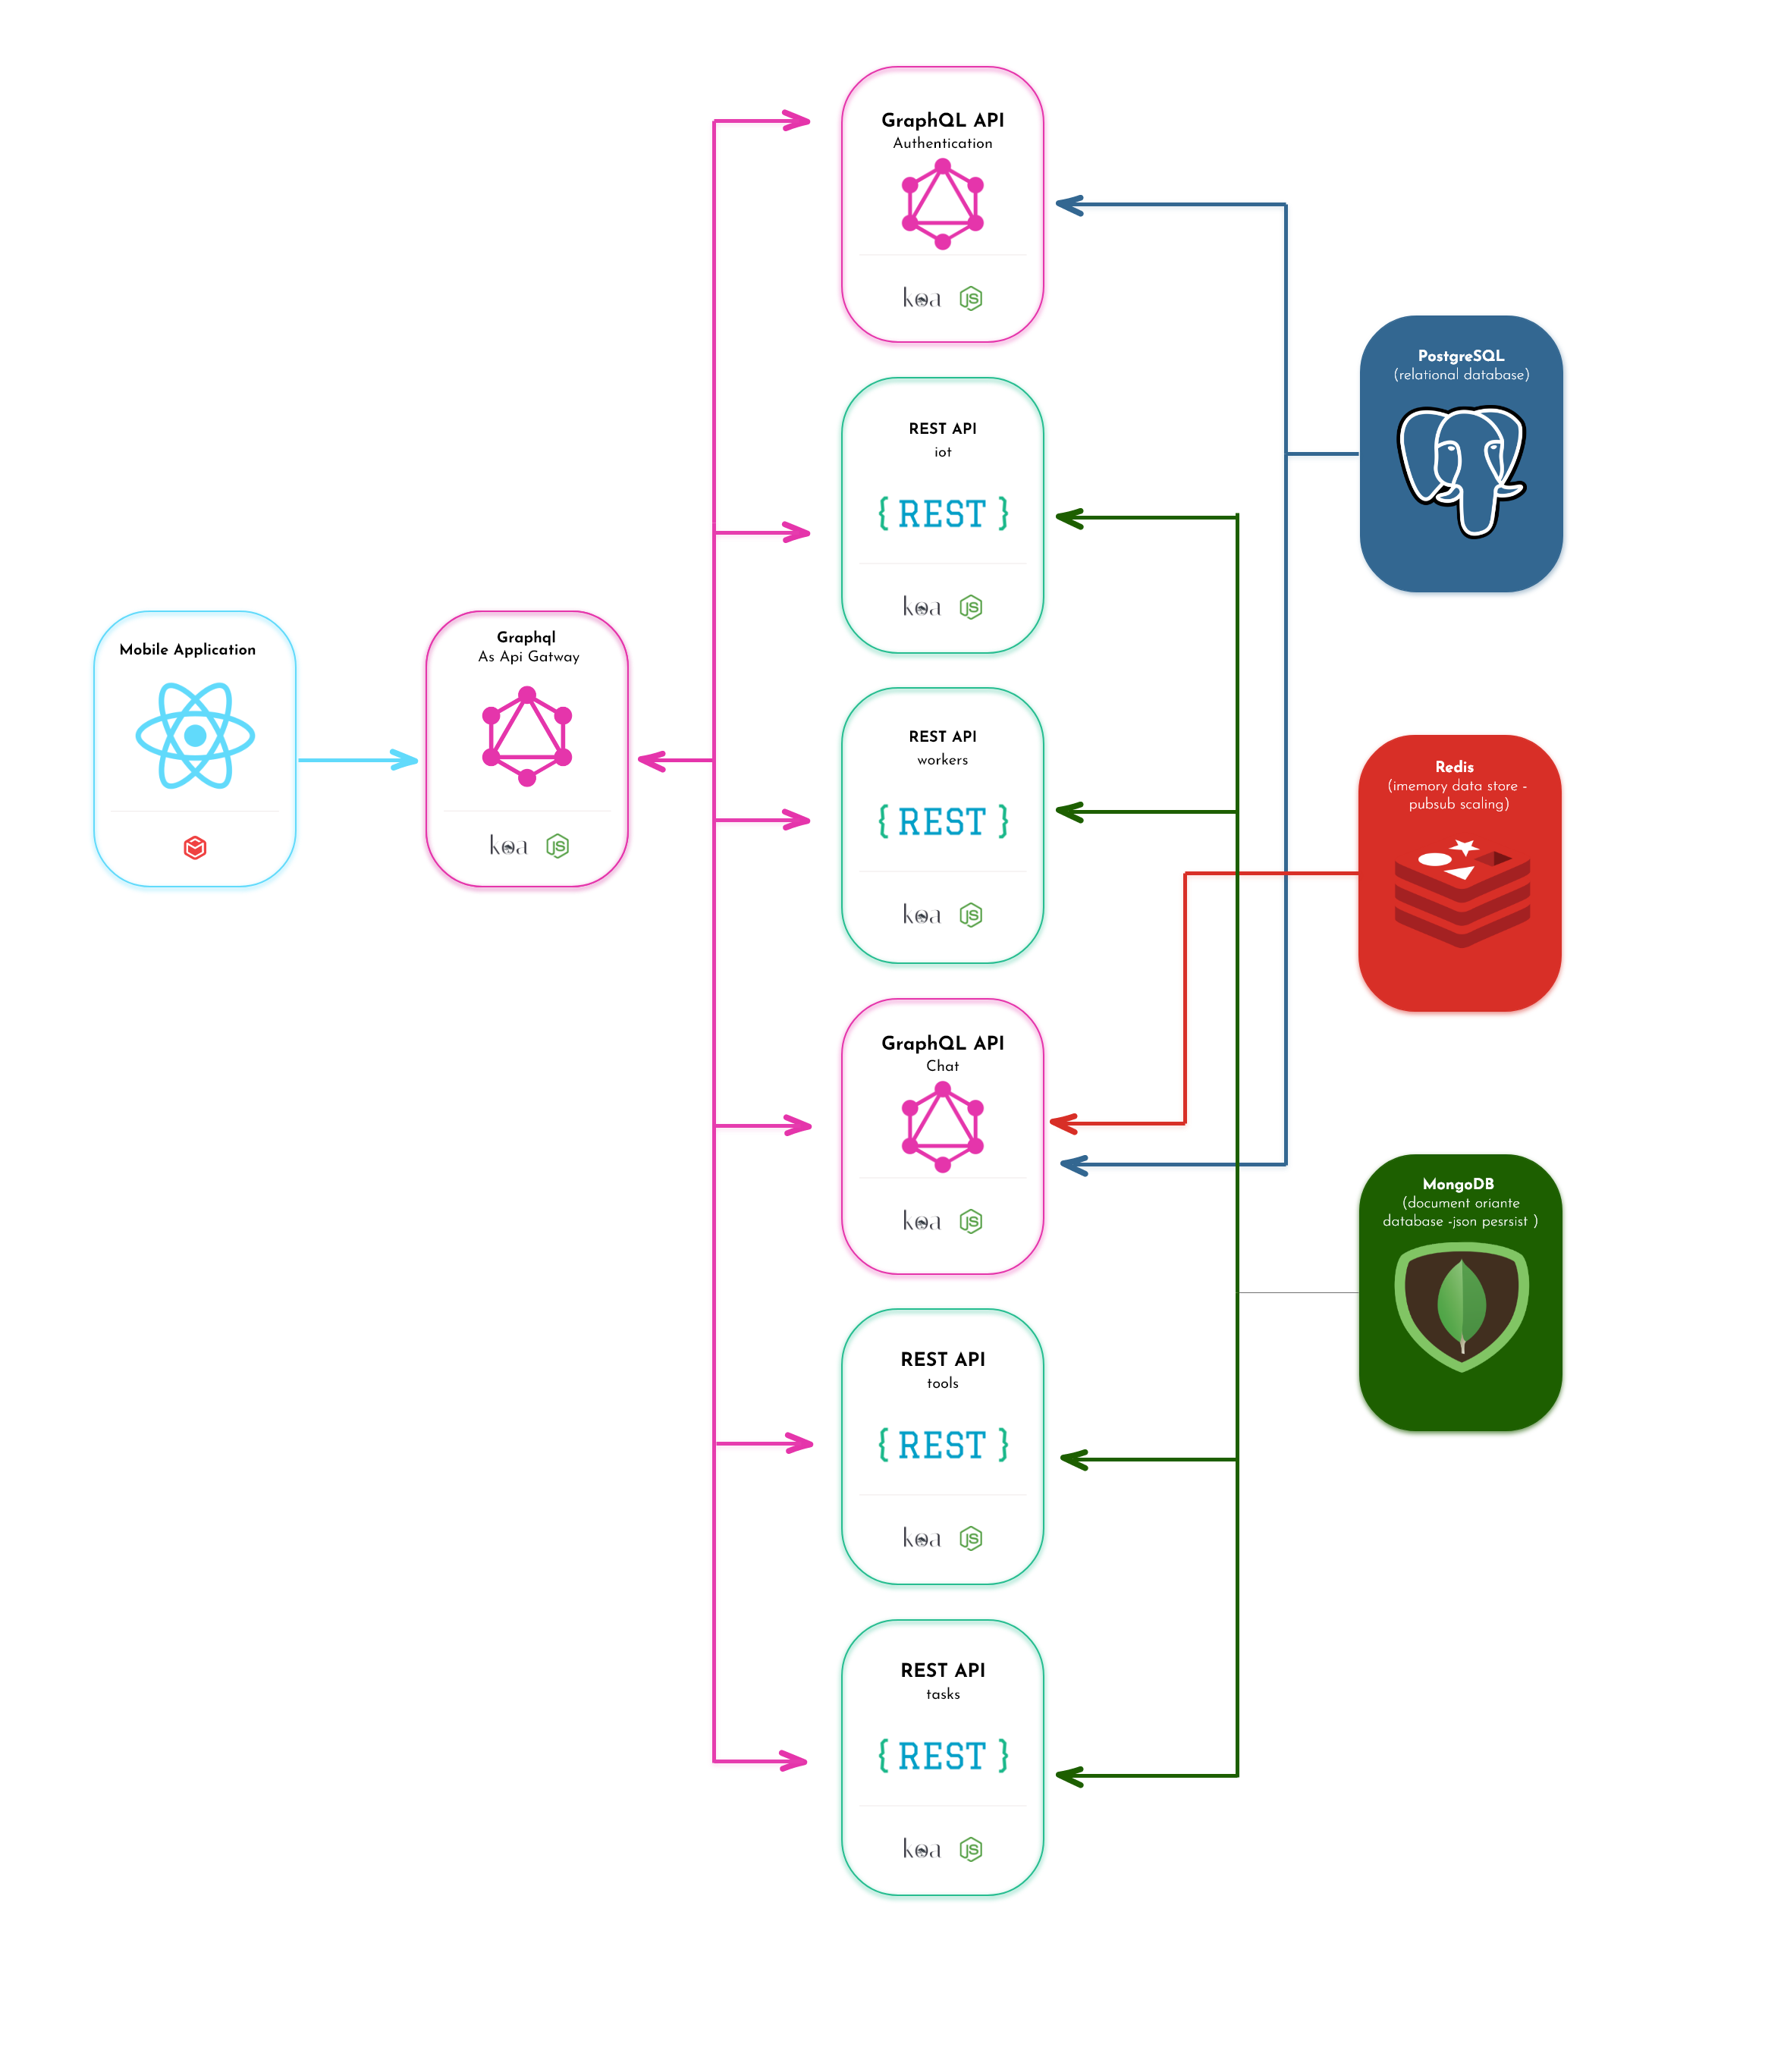 Mobile Application
Graphql
As Api Gatway
koa
JS
GraphQL API
Authentication
koa
JS
REST API
iot
{ REST }
koa
JS
REST API
workers
{ REST }
koa
JS
GraphQL API
Chat
koa
JS
REST API
tools
{ REST }
koa
JS
REST API
tasks
{ REST }
koa
JS
PostgreSQL
(relational database)
Redis
(imemory data store -
pubsub scaling)
MongoDB
(document oriante
database -json pesrsist )